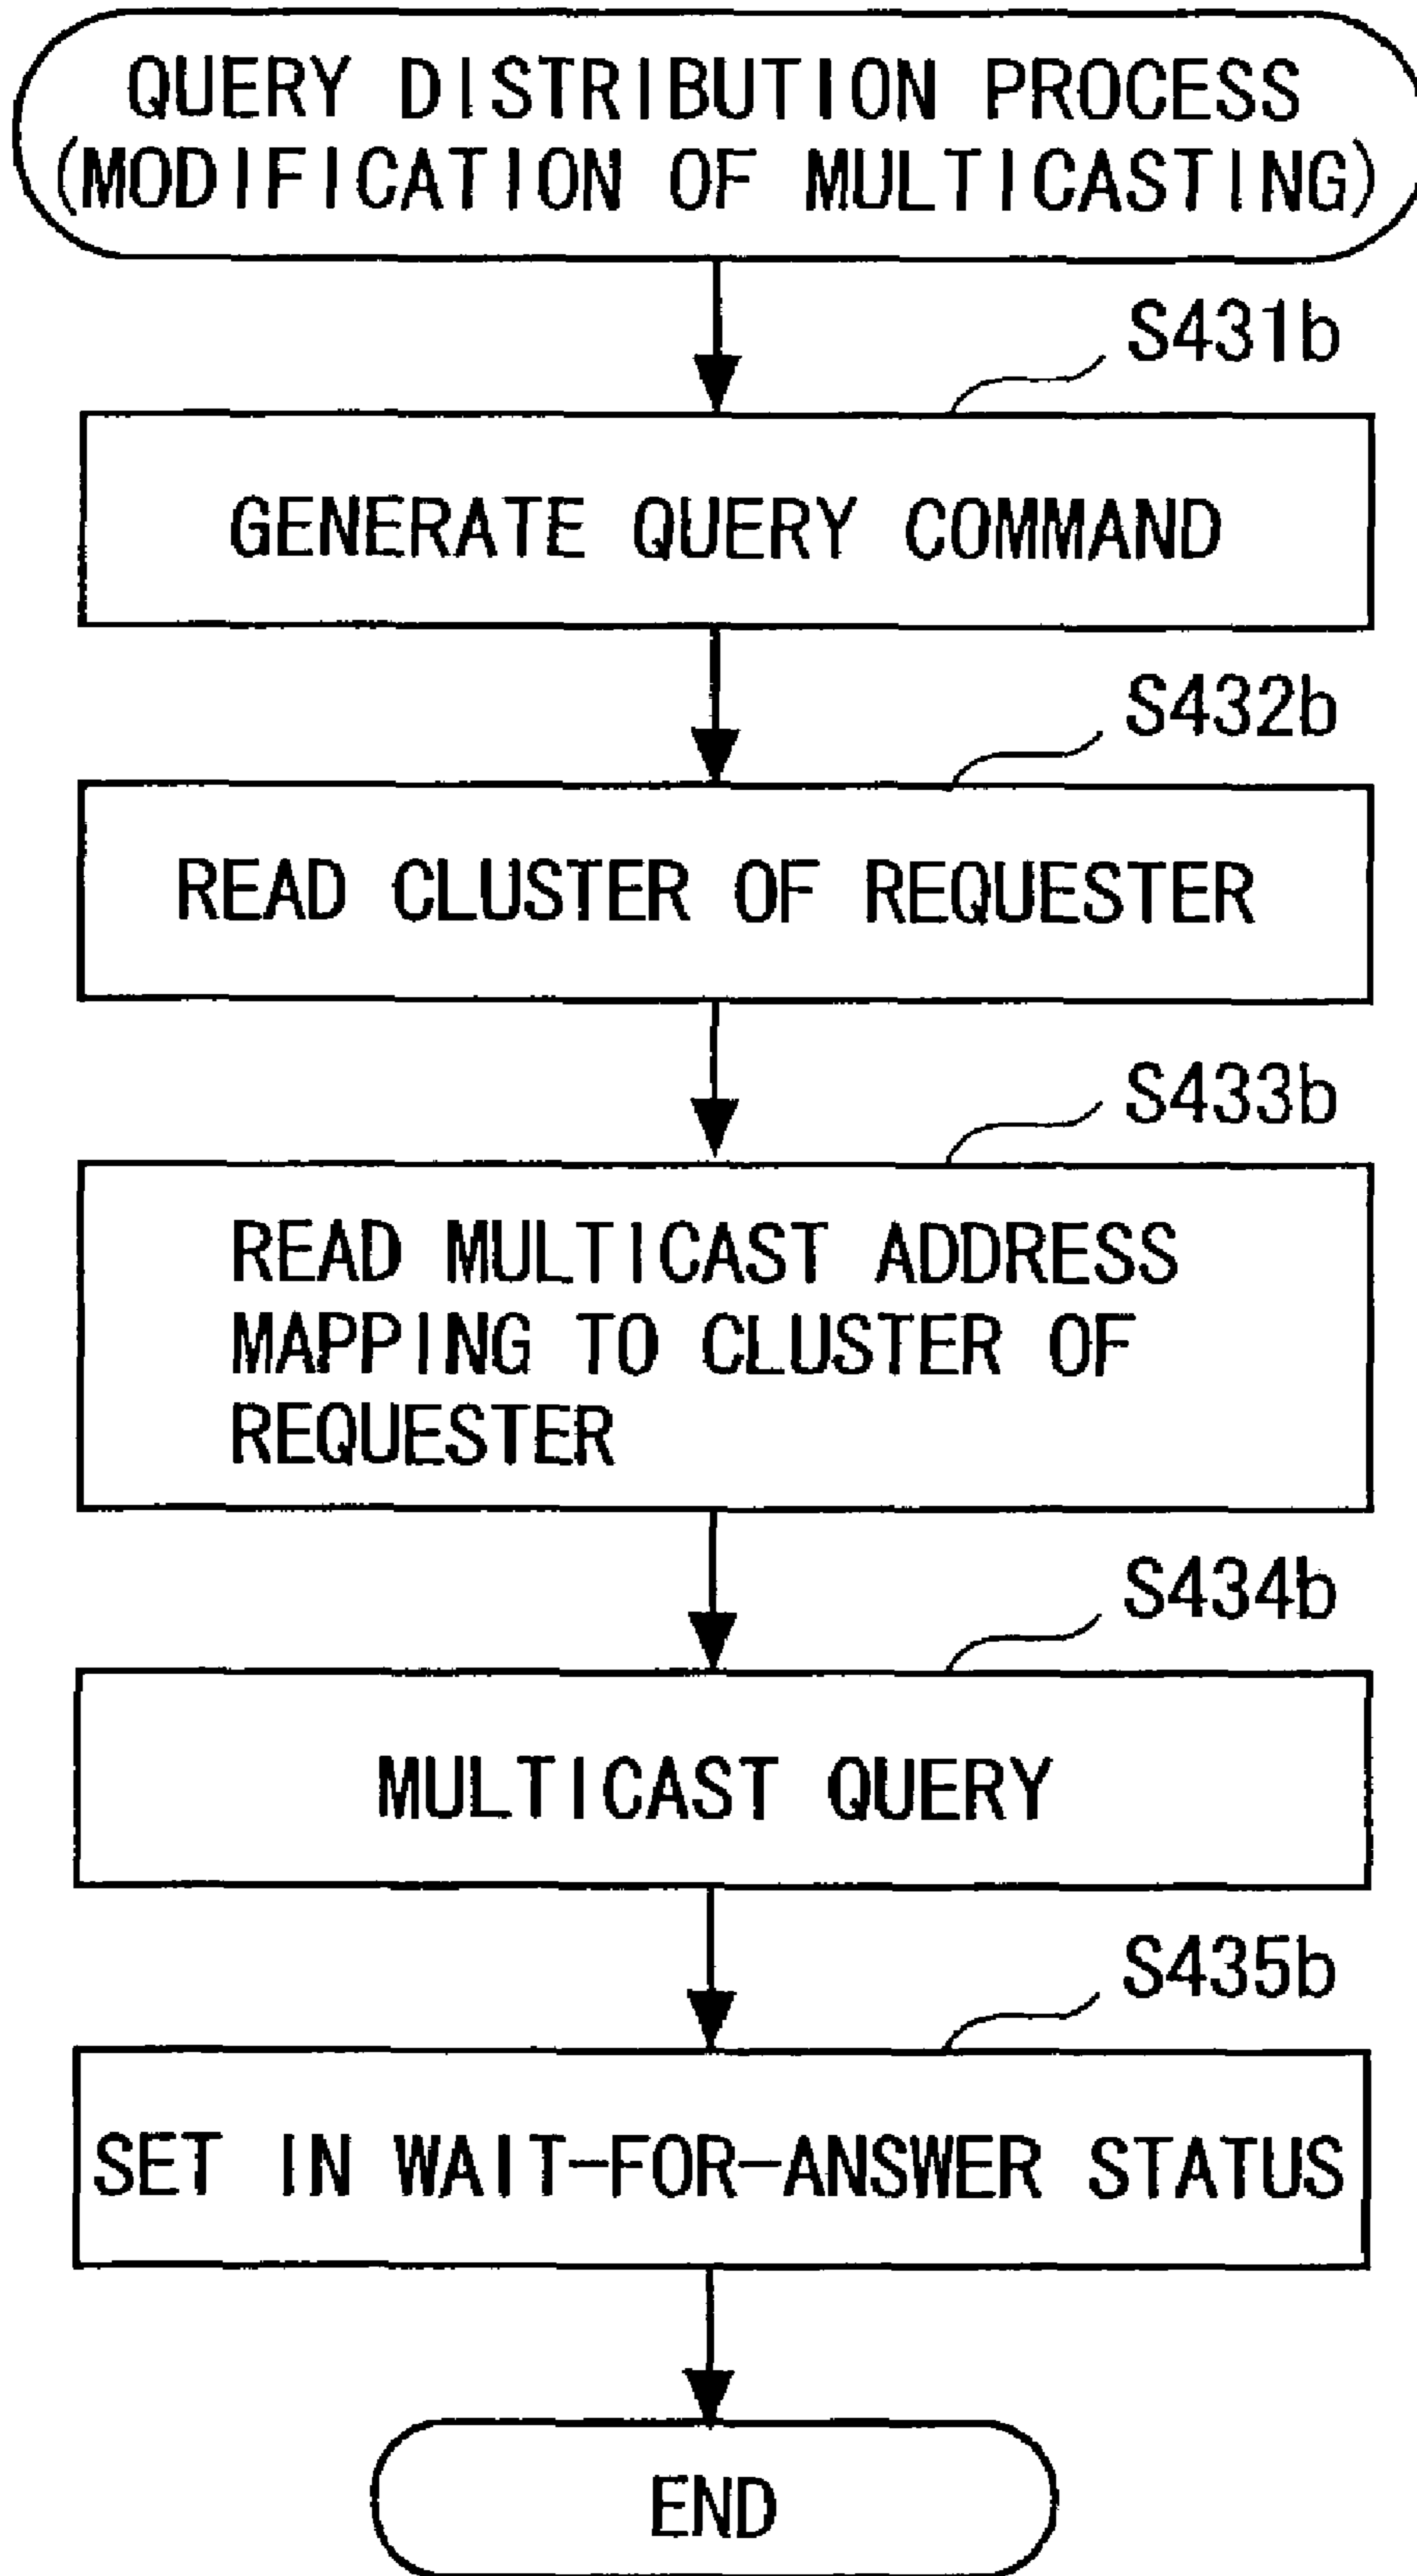 QUERY DISTRIBUTION PROCESS
(MODIFICATION OF MULTICASTING)
S431b
GENERATE QUERY COMMAND
S432b
READ CLUSTER OF REQUESTER
S433b
READ MULTICAST ADDRESS
MAPPING TO CLUSTER OF
REQUESTER
S434b
MULTICAST QUERY
S435b
SET IN WAIT-FOR-ANSWER STATUS
END